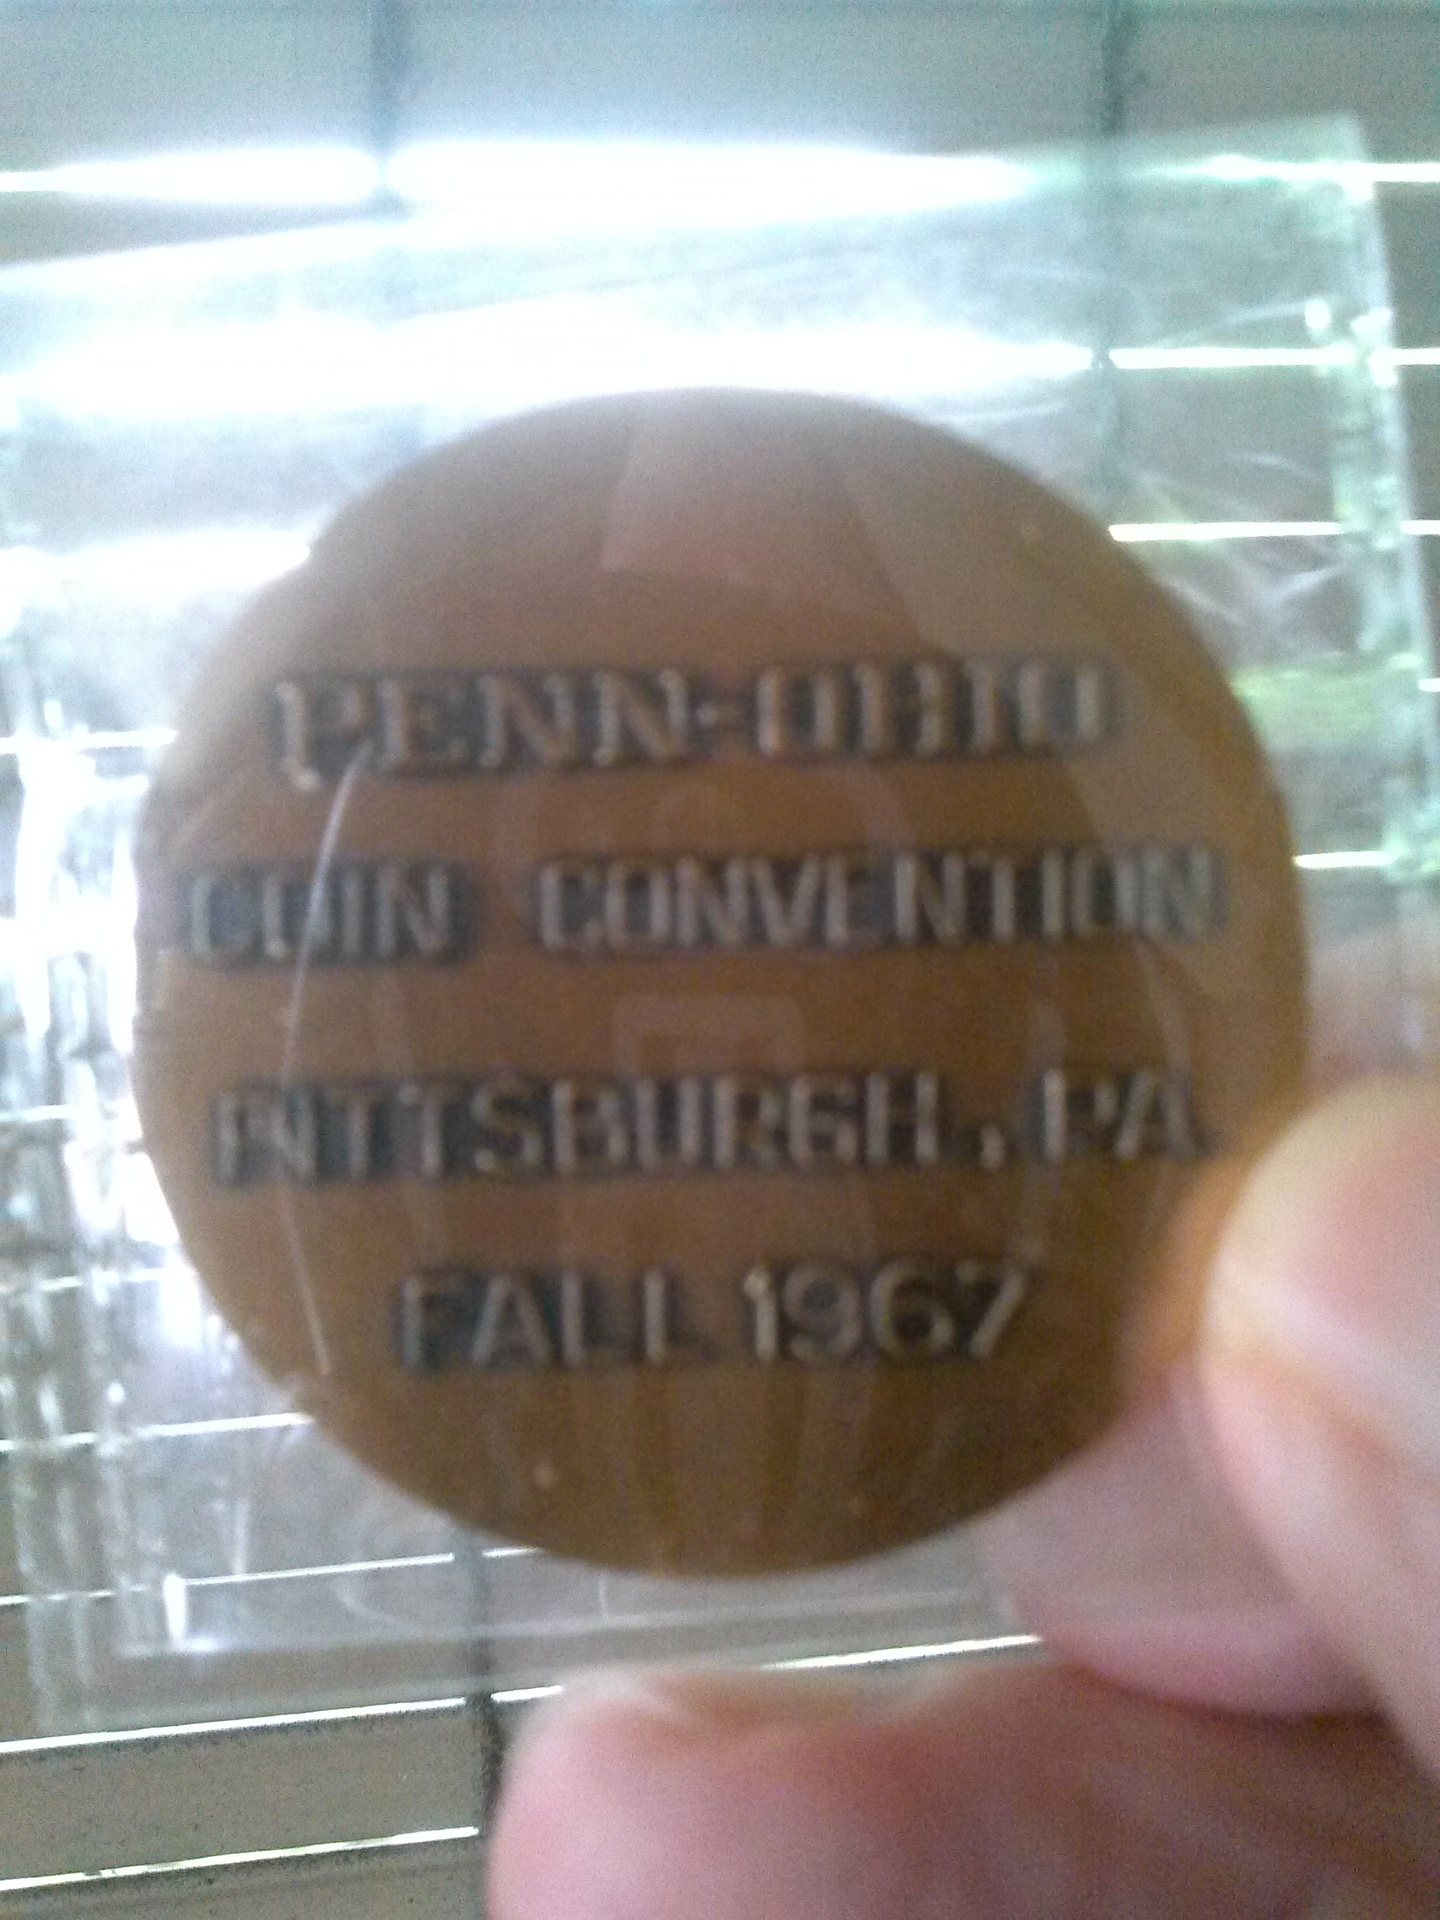 PENN-OHIO
COIN CONVENTION
PITTSBURGH, PA.
FALL 1967